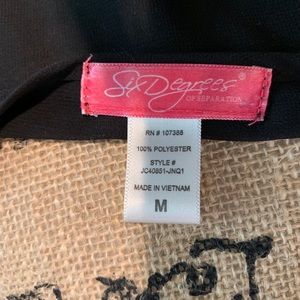 Six Degrees®
OF SEPARATION
RN # 107388
100% POLYESTER
STYLE #
JC40851-JNQ1
MADE IN VIETNAM
M